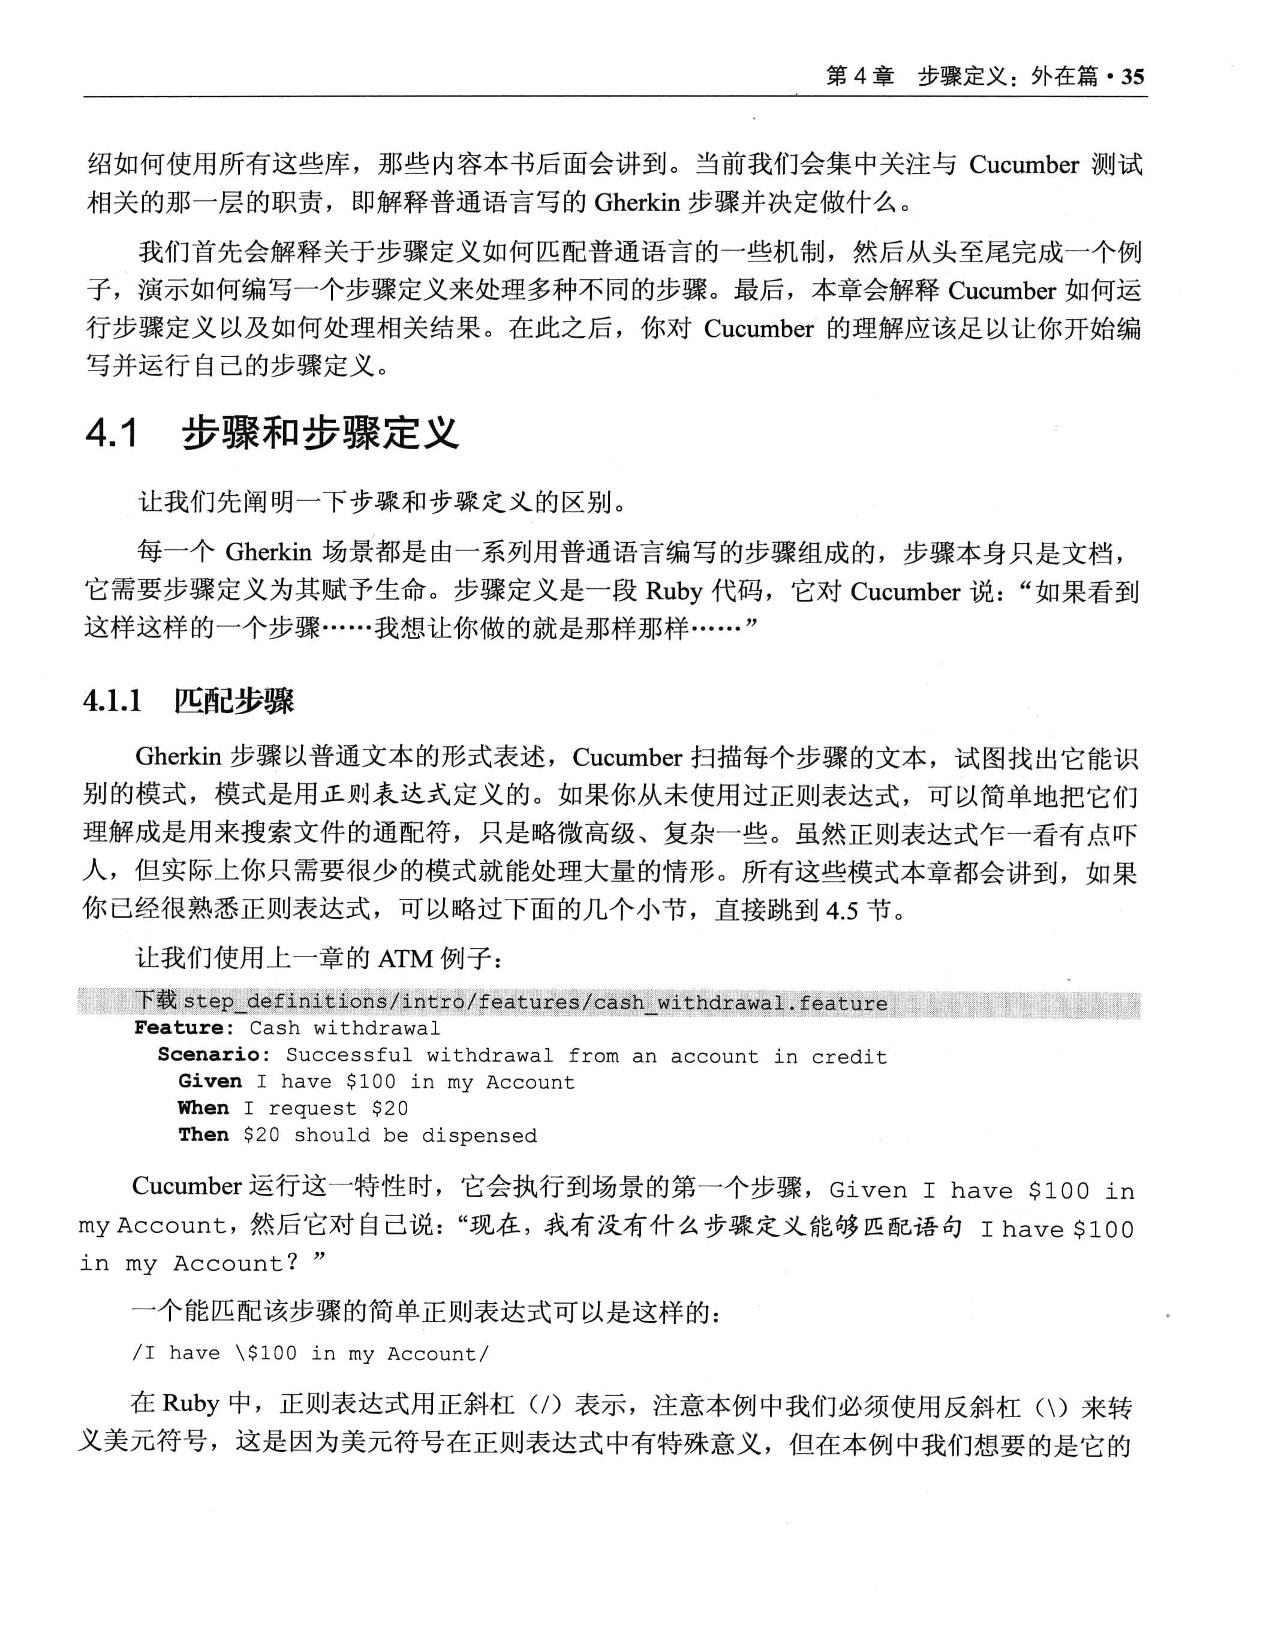 第 4 章 步骤定义：外在篇 · 35
绍如何使用所有这些库，那些内容本书后面会讲到。当前我们会集中关注与 Cucumber 测试
相关的那一层的职责，即解释普通语言写的 Gherkin 步骤并决定做什么。
我们首先会解释关于步骤定义如何匹配普通语言的一些机制，然后从头至尾完成一个例
子，演示如何编写一个步骤定义来处理多种不同的步骤。最后，本章会解释 Cucumber 如何运
行步骤定义以及如何处理相关结果。在此之后，你对 Cucumber 的理解应该足以让你开始编
写并运行自己的步骤定义。
4.1 步骤和步骤定义
让我们先阐明一下步骤和步骤定义的区别。
每一个 Gherkin 场景都是由一系列用普通语言编写的步骤组成的，步骤本身只是文档，
它需要步骤定义为其赋予生命。步骤定义是一段 Ruby 代码，它对 Cucumber 说：“如果看到
这样这样的一个步骤……我想让你做的就是那样那样……”
4.1.1 匹配步骤
Gherkin 步骤以普通文本的形式表述，Cucumber 扫描每个步骤的文本，试图找出它能识
别的模式，模式是用正则表达式定义的。如果你从未使用过正则表达式，可以简单地把它们
理解成是用来搜索文件的通配符，只是略微高级、复杂一些。虽然正则表达式乍一看有点吓
人，但实际上你只需要很少的模式就能处理大量的情形。所有这些模式本章都会讲到，如果
你已经很熟悉正则表达式，可以略过下面的几个小节，直接跳到 4.5 节。
让我们使用上一章的 ATM 例子：
下载 step_definitions/intro/features/cash_withdrawal.feature
Feature: Cash withdrawal
Scenario: Successful withdrawal from an account in credit
Given I have $100 in my Account
When I request $20
Then $20 should be dispensed
Cucumber 运行这一特性时，它会执行到场景的第一个步骤，Given I have $100 in
my Account，然后它对自己说：“现在，我有没有什么步骤定义能够匹配语句 I have $100
in my Account？”
一个能匹配该步骤的简单正则表达式可以是这样的：
/I have \$100 in my Account/
在 Ruby 中，正则表达式用正斜杠（/）表示，注意本例中我们必须使用反斜杠（\）来转
义美元符号，这是因为美元符号在正则表达式中有特殊意义，但在本例中我们想要的是它的